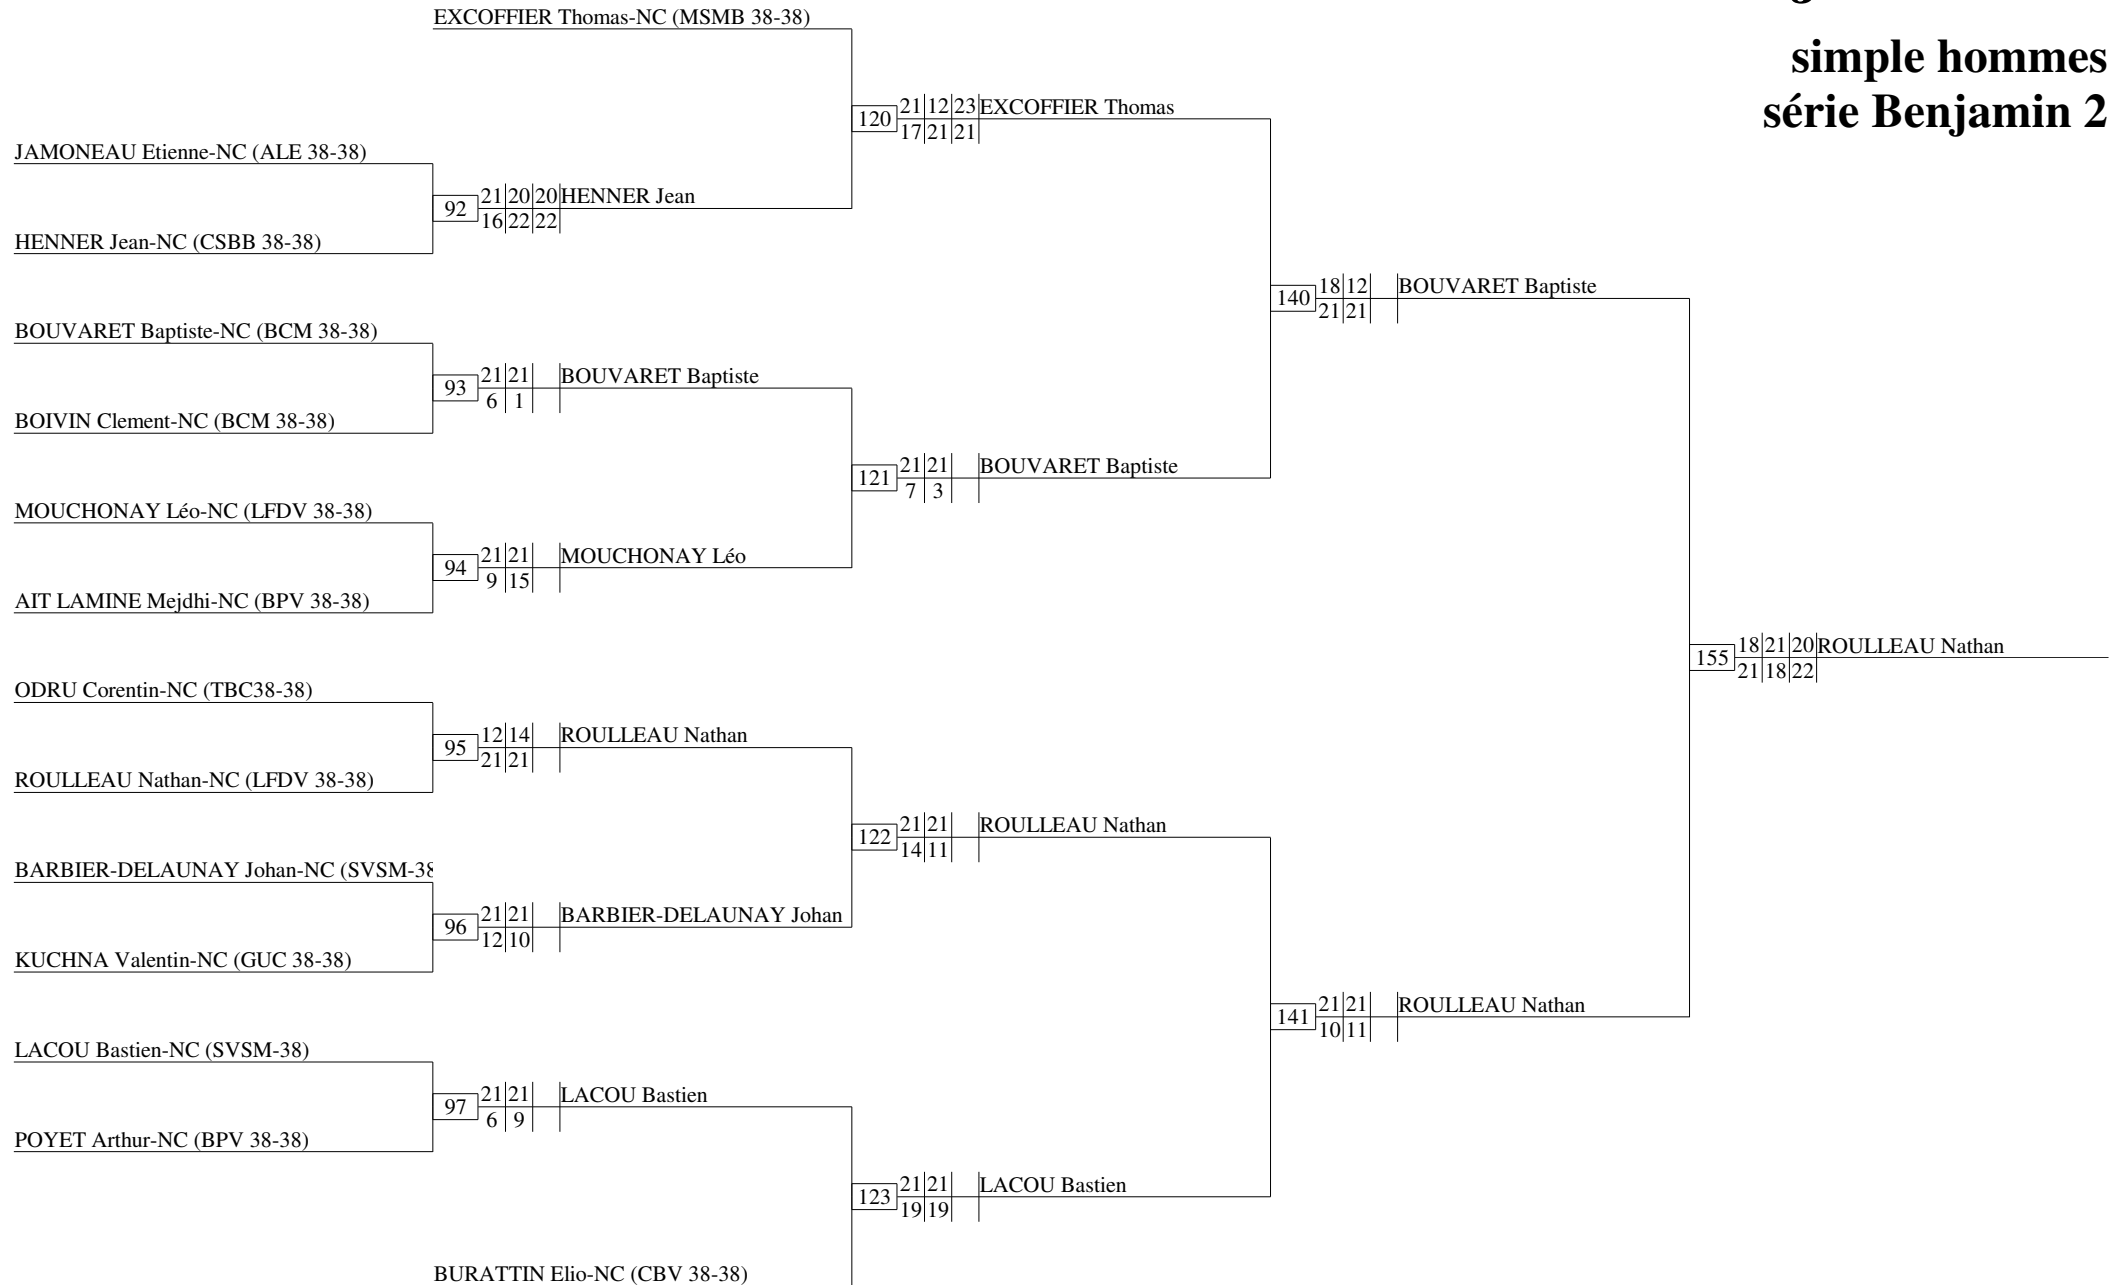 simple hommes
série Benjamin 2
EXCOFFIER Thomas-NC (MSMB 38-38)
120 21 12 23 EXCOFFIER Thomas
17 21 21
JAMONEAU Etienne-NC (ALE 38-38)
92 21 20 20 HENNER Jean
16 22 22
HENNER Jean-NC (CSBB 38-38)
140 18 12 BOUVARET Baptiste
21 21
BOUVARET Baptiste-NC (BCM 38-38)
93 21 21 BOUVARET Baptiste
6 1
BOIVIN Clement-NC (BCM 38-38)
121 21 21 BOUVARET Baptiste
7 3
MOUCHONAY Léo-NC (LFDV 38-38)
94 21 21 MOUCHONAY Léo
9 15
AIT LAMINE Mejdhi-NC (BPV 38-38)
155 18 21 20 ROULLEAU Nathan
21 18 22
ODRU Corentin-NC (TBC38-38)
95 12 14 ROULLEAU Nathan
21 21
ROULLEAU Nathan-NC (LFDV 38-38)
122 21 21 ROULLEAU Nathan
14 11
BARBIER-DELAUNAY Johan-NC (SVSM-38
96 21 21 BARBIER-DELAUNAY Johan
12 10
KUCHNA Valentin-NC (GUC 38-38)
141 21 21 ROULLEAU Nathan
10 11
LACOU Bastien-NC (SVSM-38)
97 21 21 LACOU Bastien
6 9
POYET Arthur-NC (BPV 38-38)
123 21 21 LACOU Bastien
19 19
BURATTIN Elio-NC (CBV 38-38)